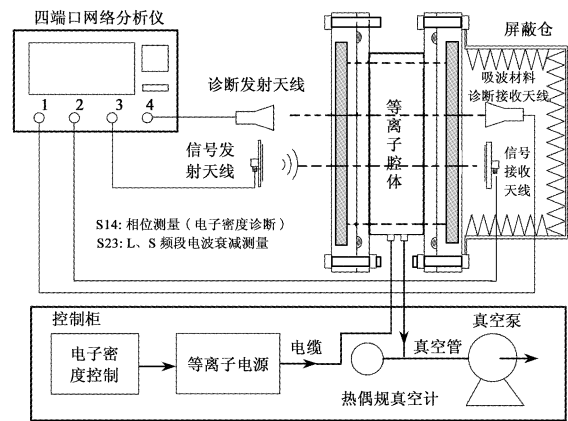 四端口网络分析仪
1 2 3 4
诊断发射天线
信号发
射天线
S14: 相位测量（电子密度诊断）
S23: L、S 频段电波衰减测量
等离子腔体
屏蔽仓
吸波材料
诊断接收天线
信号
接收
天线
控制柜
电子密
度控制
等离子电源
电缆
热偶规真空计
真空管
真空泵